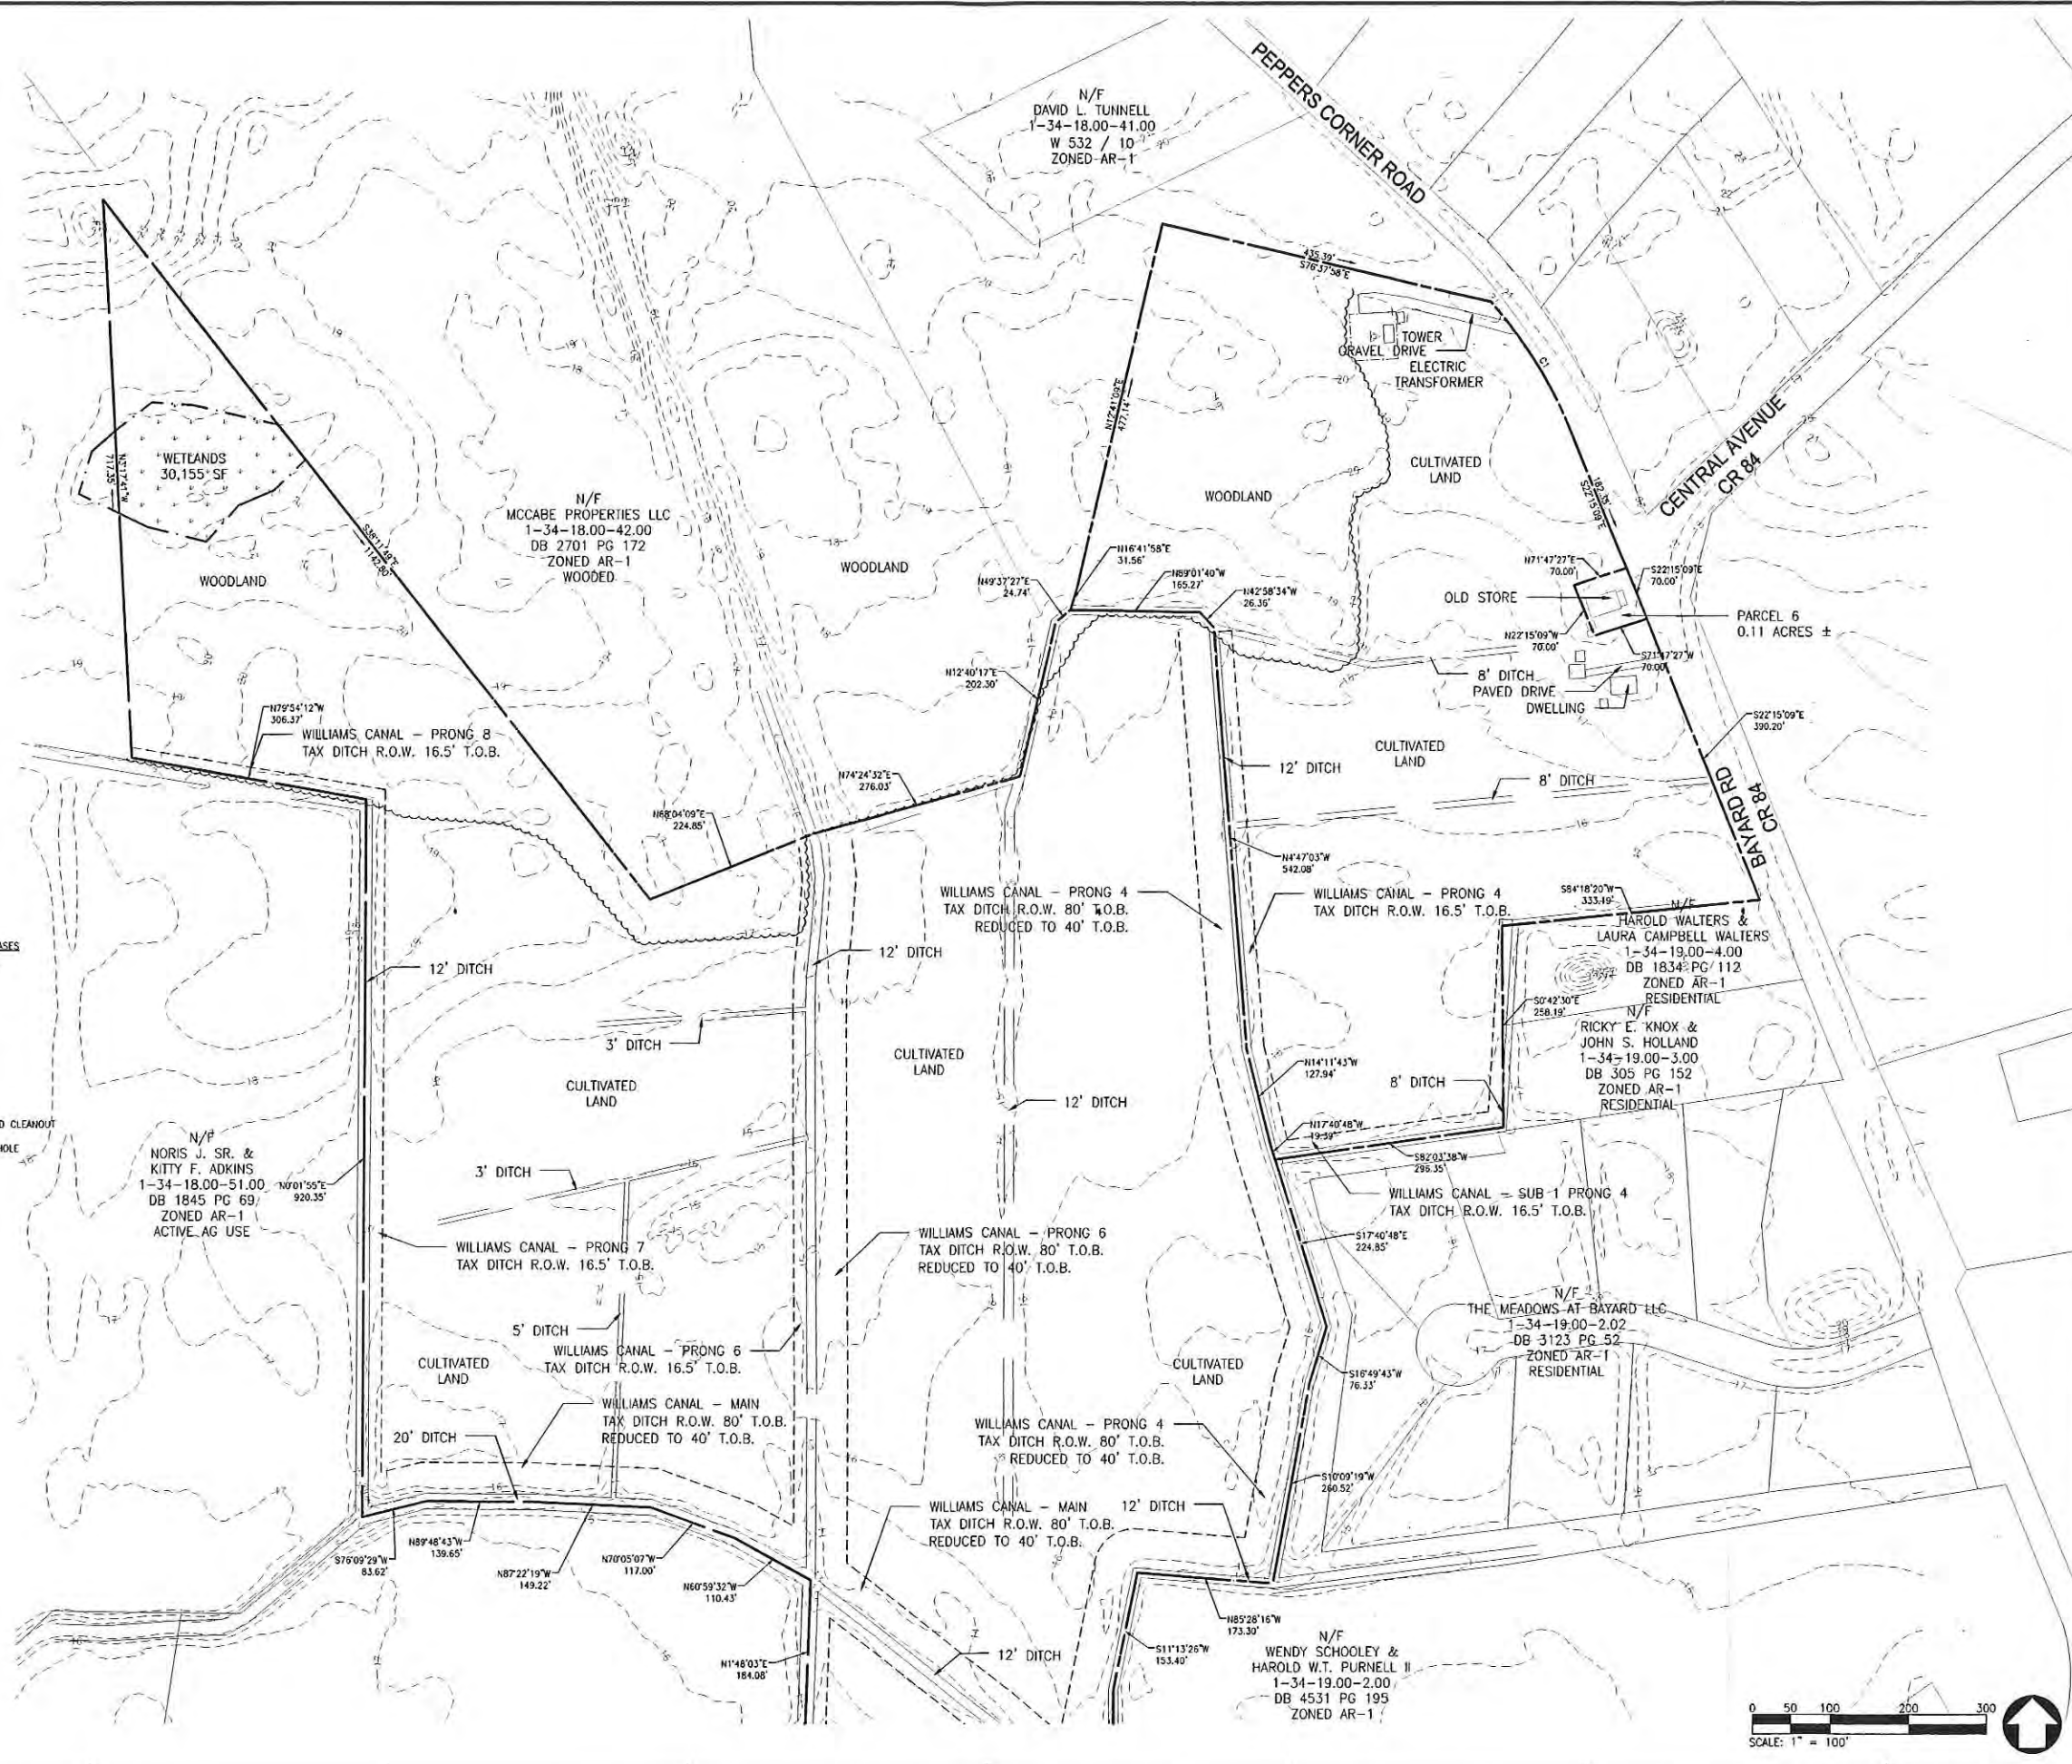 PEPPERS CORNER ROAD
N/F
DAVID L. TUNNELL
1-34-18.00-41.00
W 532 / 10
ZONED AR-1
435.39'
S76°37'58"E
TOWER
GRAVEL DRIVE
ELECTRIC
TRANSFORMER
C1
N12°41'09"E
477.14'
CENTRAL AVENUE
CR 84
CULTIVATED
LAND
WOODLAND
182.35'
S22°15'09"E
WETLANDS
30,155 SF
N3°17'41"W
717.35'
N/F
MCCABE PROPERTIES LLC
1-34-18.00-42.00
DB 2701 PG 172
ZONED AR-1
WOODED
S38°11'49"E
1142.80'
WOODLAND
WOODLAND
N16°41'58"E
31.56'
N49°37'27"E
24.74'
N89°01'40"W
165.27'
N42°58'34"W
26.36'
N71°47'27"E
70.00'
S22°15'09"E
70.00'
OLD STORE
PARCEL 6
0.11 ACRES ±
N22°15'09"W
70.00'
S71°47'27"W
70.00'
8' DITCH
PAVED DRIVE
DWELLING
N12°40'17"E
202.30'
S22°15'09"E
390.20'
N79°54'12"W
306.37'
WILLIAMS CANAL - PRONG 8
TAX DITCH R.O.W. 16.5' T.O.B.
CULTIVATED
LAND
12' DITCH
8' DITCH
BAYARD RD
CR 84
N74°24'32"E
276.03'
N68°04'09"E
224.85'
N4°47'03"W
542.08'
WILLIAMS CANAL - PRONG 4
TAX DITCH R.O.W. 80' T.O.B.
REDUCED TO 40' T.O.B.
WILLIAMS CANAL - PRONG 4
TAX DITCH R.O.W. 16.5' T.O.B.
S84°18'20"W
333.49'
N/F
HAROLD WALTERS &
LAURA CAMPBELL WALTERS
1-34-19.00-4.00
DB 1834 PG 112
ZONED AR-1
RESIDENTIAL
12' DITCH
12' DITCH
S0°42'30"E
258.19'
N/F
RICKY E. KNOX &
JOHN S. HOLLAND
1-34-19.00-3.00
DB 305 PG 152
ZONED AR-1
RESIDENTIAL
3' DITCH
CULTIVATED
LAND
CULTIVATED
LAND
12' DITCH
N14°11'43"W
127.94'
8' DITCH
D CLEANOUT
N17°40'48"W
19.39'
S82°03'38"W
296.35'
N/F
NORIS J. SR. &
KITTY F. ADKINS
1-34-18.00-51.00
DB 1845 PG 69
ZONED AR-1
ACTIVE AG USE
N0°01'55"E
920.35'
3' DITCH
WILLIAMS CANAL - SUB 1 PRONG 4
TAX DITCH R.O.W. 16.5' T.O.B.
WILLIAMS CANAL - PRONG 7
TAX DITCH R.O.W. 16.5' T.O.B.
WILLIAMS CANAL - PRONG 6
TAX DITCH R.O.W. 80' T.O.B.
REDUCED TO 40' T.O.B.
S17°40'48"E
224.85'
N/F
THE MEADOWS AT BAYARD LLC
1-34-19.00-2.02
DB 3123 PG 52
ZONED AR-1
RESIDENTIAL
5' DITCH
WILLIAMS CANAL - PRONG 6
TAX DITCH R.O.W. 16.5' T.O.B.
CULTIVATED
LAND
CULTIVATED
LAND
S16°49'43"W
76.33'
WILLIAMS CANAL - MAIN
TAX DITCH R.O.W. 80' T.O.B.
REDUCED TO 40' T.O.B.
20' DITCH
WILLIAMS CANAL - PRONG 4
TAX DITCH R.O.W. 80' T.O.B.
REDUCED TO 40' T.O.B.
S10°09'19"W
260.52'
WILLIAMS CANAL - MAIN
TAX DITCH R.O.W. 80' T.O.B.
REDUCED TO 40' T.O.B.
12' DITCH
S76°09'29"W
83.62'
N89°48'43"W
139.65'
N87°22'19"W
149.22'
N70°05'07"W
117.00'
N60°59'32"W
110.43'
N85°28'16"W
173.30'
S11°13'26"W
153.40'
N1°48'03"E
184.08'
12' DITCH
N/F
WENDY SCHOOLEY &
HAROLD W.T. PURNELL II
1-34-19.00-2.00
DB 4531 PG 195
ZONED AR-1
0 50 100 200 300
SCALE: 1" = 100'